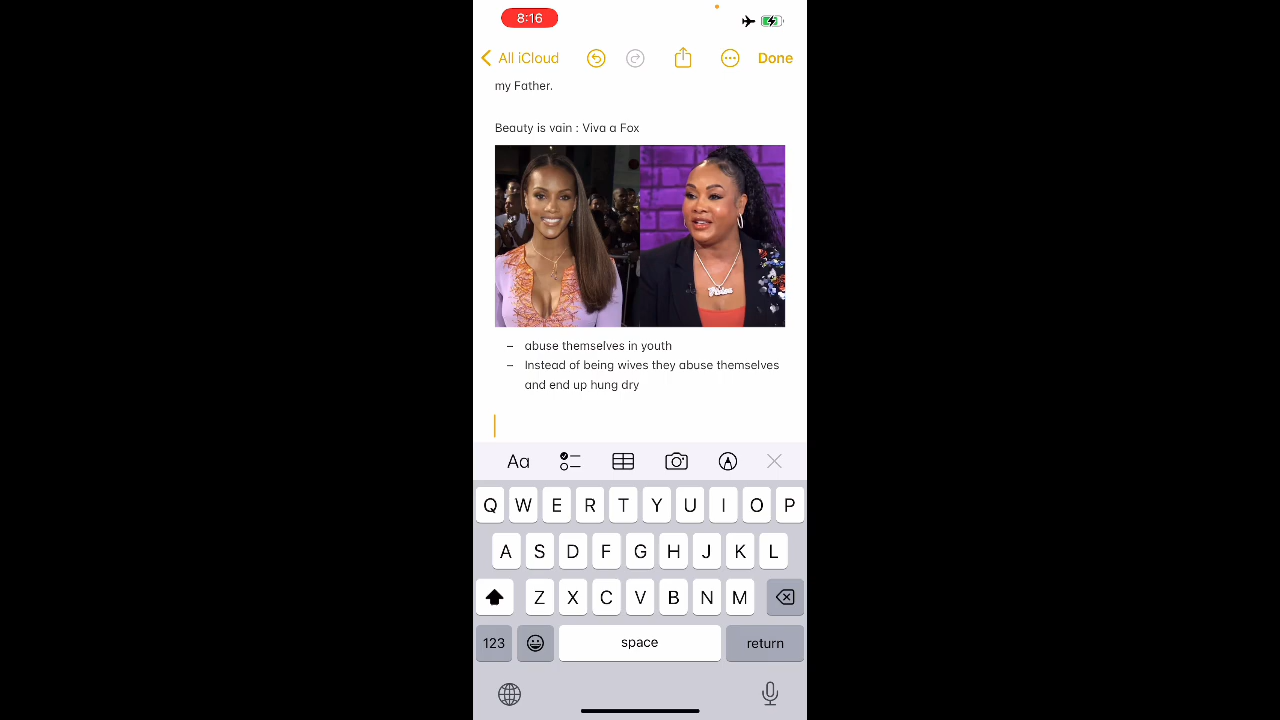 8:16
All iCloud
Done
my Father.
Beauty is vain : Viva a Fox
– abuse themselves in youth
– Instead of being wives they abuse themselves
and end up hung dry
Aa
Q W E R T Y U I O P
A S D F G H J K L
Z X C V B N M
123 space return